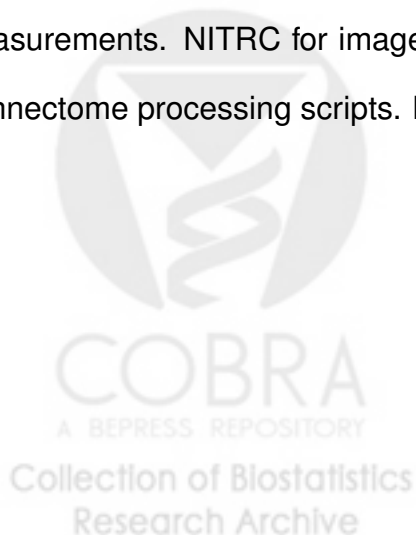 asurements. NITRC for image
nnectome processing scripts.
COBRA
A BEPRESS REPOSITORY
Collection of Biostatistics
Research Archive